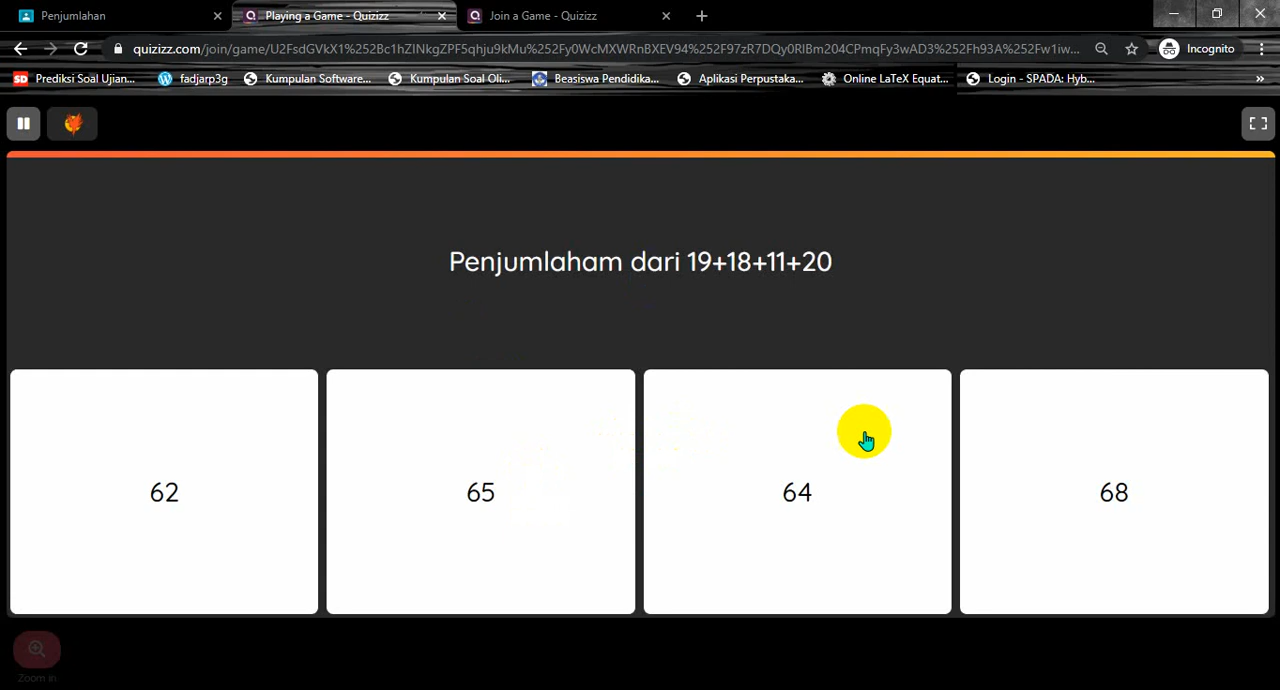 Penjumlahan
Playing a Game - Quizizz
Join a Game - Quizizz
quizizz.com/join/game/U2FsdGVkX1%252Bc1hZINkgZPF5qhju9kMu%252Fy0WcMXWRnBXEV94%252F97zR7DQy0RIBm204CPmqFy3wAD3%252Fh93A%252Fw1iw...
Incognito
SD Prediksi Soal Ujian...
fadjarp3g
Kumpulan Software...
Kumpulan Soal Oli...
Beasiswa Pendidika...
Aplikasi Perpustaka...
Online LaTeX Equat...
Login - SPADA: Hyb...
»
Penjumlaham dari 19+18+11+20
62
65
64
68
Zoom in